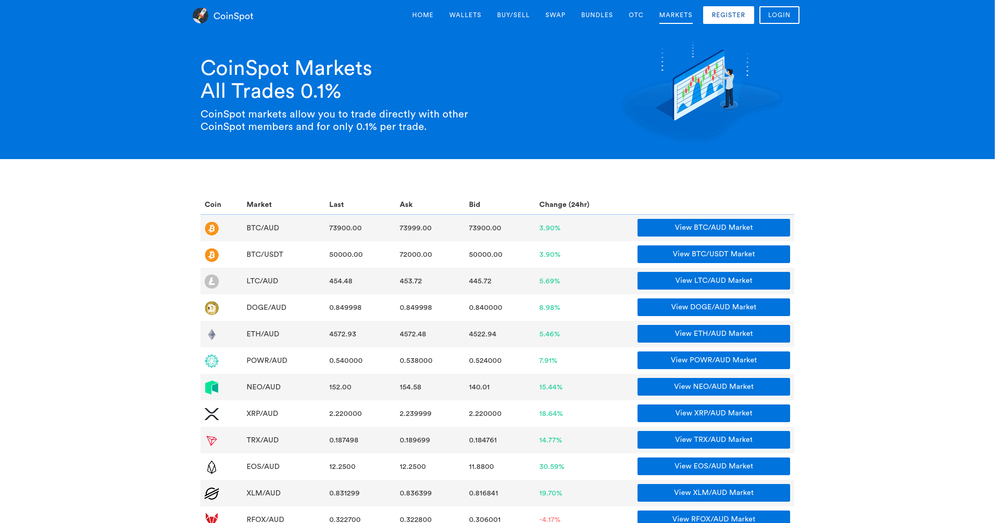 CoinSpot HOME WALLETS BUY/SELL SWAP BUNDLES OTC MARKETS REGISTER LOGIN
CoinSpot Markets
All Trades 0.1%
CoinSpot markets allow you to trade directly with other
CoinSpot members and for only 0.1% per trade.
Coin Market Last Ask Bid Change (24hr)
BTC/AUD 73900.00 73999.00 73900.00 3.90% View BTC/AUD Market
BTC/USDT 50000.00 72000.00 50000.00 3.90% View BTC/USDT Market
LTC/AUD 454.48 453.72 445.72 5.69% View LTC/AUD Market
DOGE/AUD 0.849998 0.849998 0.840000 8.98% View DOGE/AUD Market
ETH/AUD 4572.93 4572.48 4522.94 5.46% View ETH/AUD Market
POWR/AUD 0.540000 0.538000 0.524000 7.91% View POWR/AUD Market
NEO/AUD 152.00 154.58 140.01 15.44% View NEO/AUD Market
XRP/AUD 2.220000 2.239999 2.220000 18.64% View XRP/AUD Market
TRX/AUD 0.187498 0.189699 0.184761 14.77% View TRX/AUD Market
EOS/AUD 12.2500 12.2500 11.8800 30.59% View EOS/AUD Market
XLM/AUD 0.831299 0.836399 0.816841 19.70% View XLM/AUD Market
RFOX/AUD 0.322700 0.322800 0.306001 -4.17% View RFOX/AUD Market